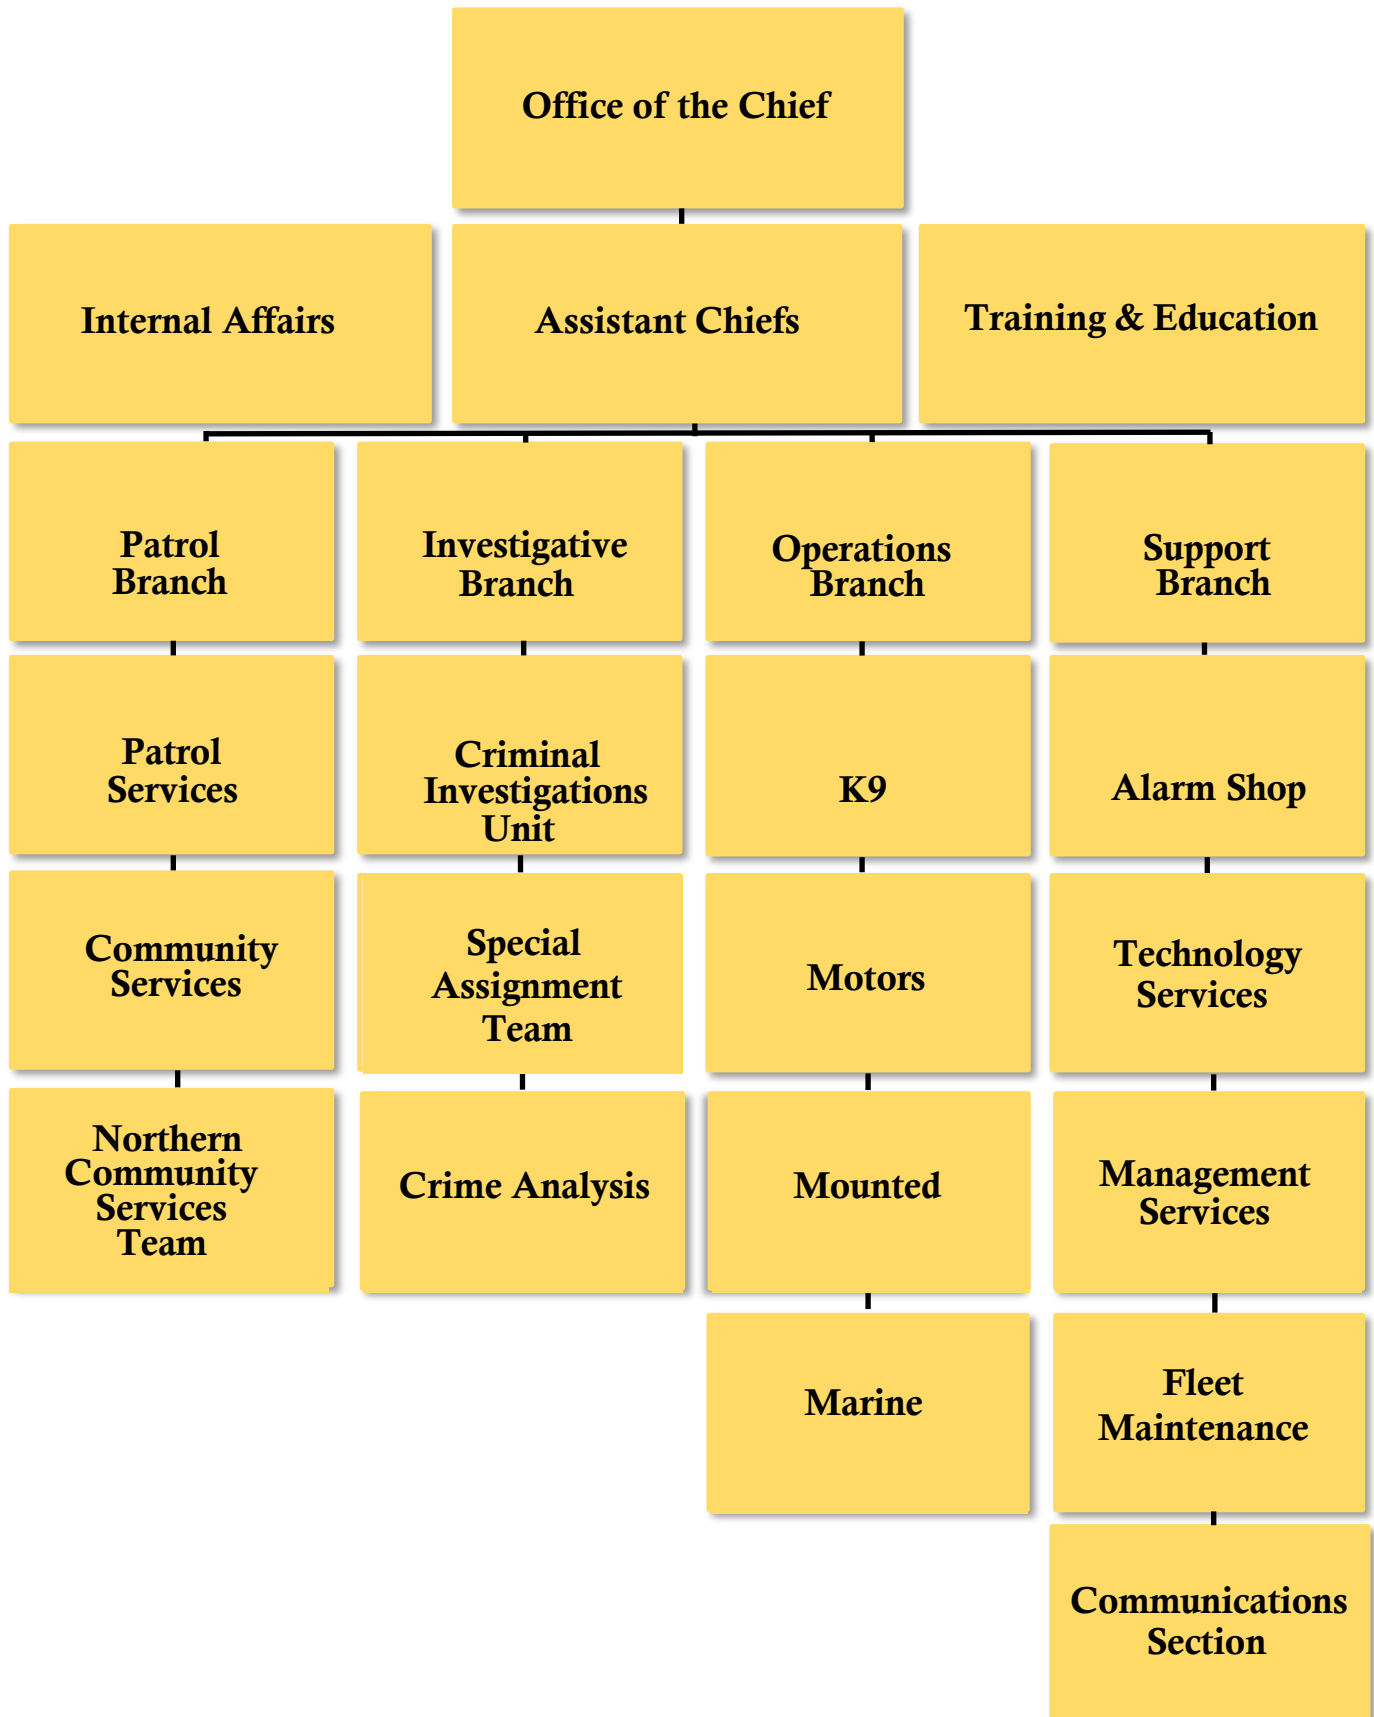 Office of the Chief
Internal Affairs
Assistant Chiefs
Training & Education
Patrol
Branch
Investigative
Branch
Operations
Branch
Support
Branch
Patrol
Services
Criminal
Investigations
Unit
K9
Alarm Shop
Community
Services
Special
Assignment
Team
Motors
Technology
Services
Northern
Community
Services
Team
Crime Analysis
Mounted
Management
Services
Marine
Fleet
Maintenance
Communications
Section